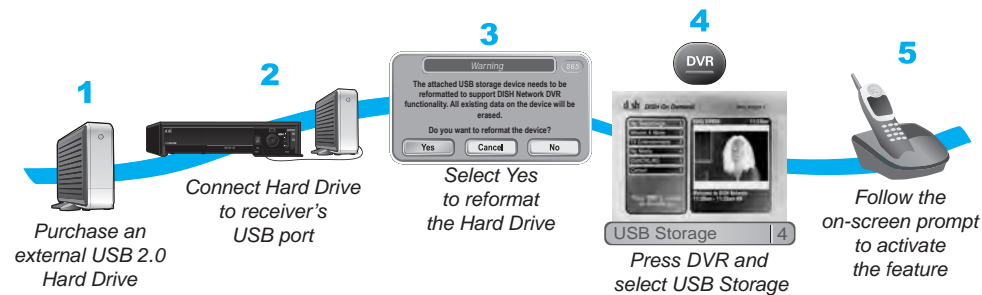 1
Purchase an
external USB 2.0
Hard Drive
2
Connect Hard Drive
to receiver's
USB port
3
Warning
865
The attached USB storage device needs to be
reformatted to support DISH Network DVR
functionality. All existing data on the device will be
erased.
Do you want to reformat the device?
Yes
Cancel
No
Select Yes
to reformat
the Hard Drive
4
DVR
dish DISH On Demand
My Recordings
USB Storage 4
Press DVR and
select USB Storage
5
Follow the
on-screen prompt
to activate
the feature